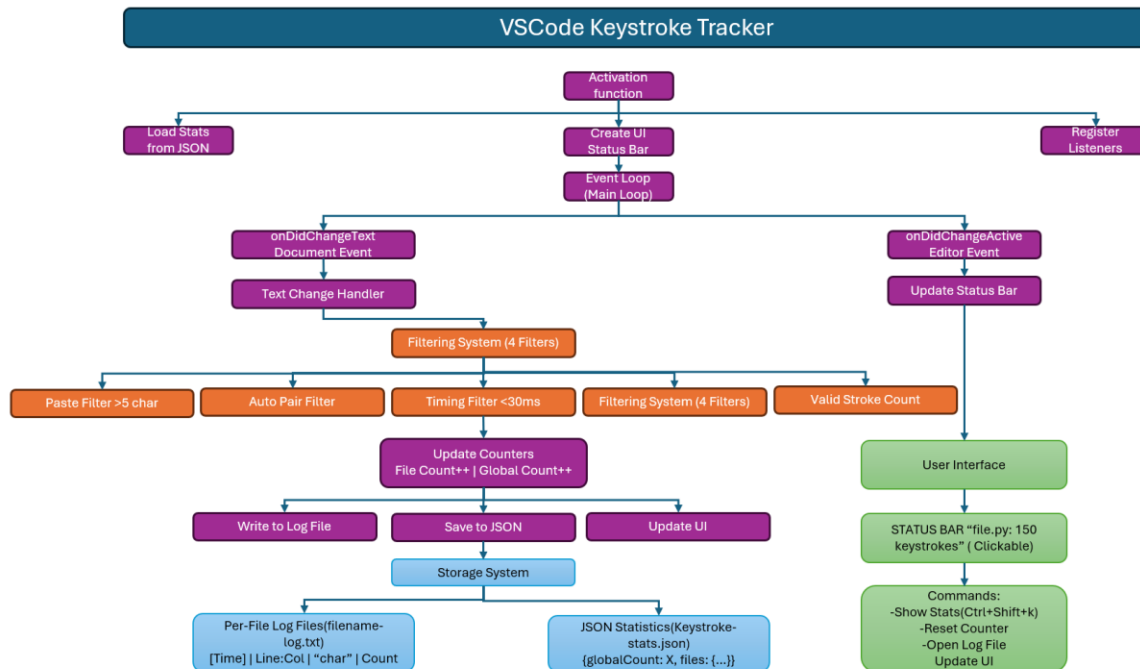 VSCode Keystroke Tracker
Activation
function
Load Stats
from JSON
Create UI
Status Bar
Register
Listeners
Event Loop
(Main Loop)
onDidChangeText
Document Event
onDidChangeActive
Editor Event
Text Change Handler
Update Status Bar
Filtering System (4 Filters)
Paste Filter >5 char
Auto Pair Filter
Timing Filter <30ms
Filtering System (4 Filters)
Valid Stroke Count
Update Counters
File Count++ | Global Count++
User Interface
Write to Log File
Save to JSON
Update UI
STATUS BAR “file.py: 150
keystrokes” ( Clickable)
Storage System
Per-File Log Files(filename-
log.txt)
[Time] | Line:Col | “char” | Count
JSON Statistics(Keystroke-
stats.json)
{globalCount: X, files: {...}}
Commands:
-Show Stats(Ctrl+Shift+k)
-Reset Counter
-Open Log File
Update UI